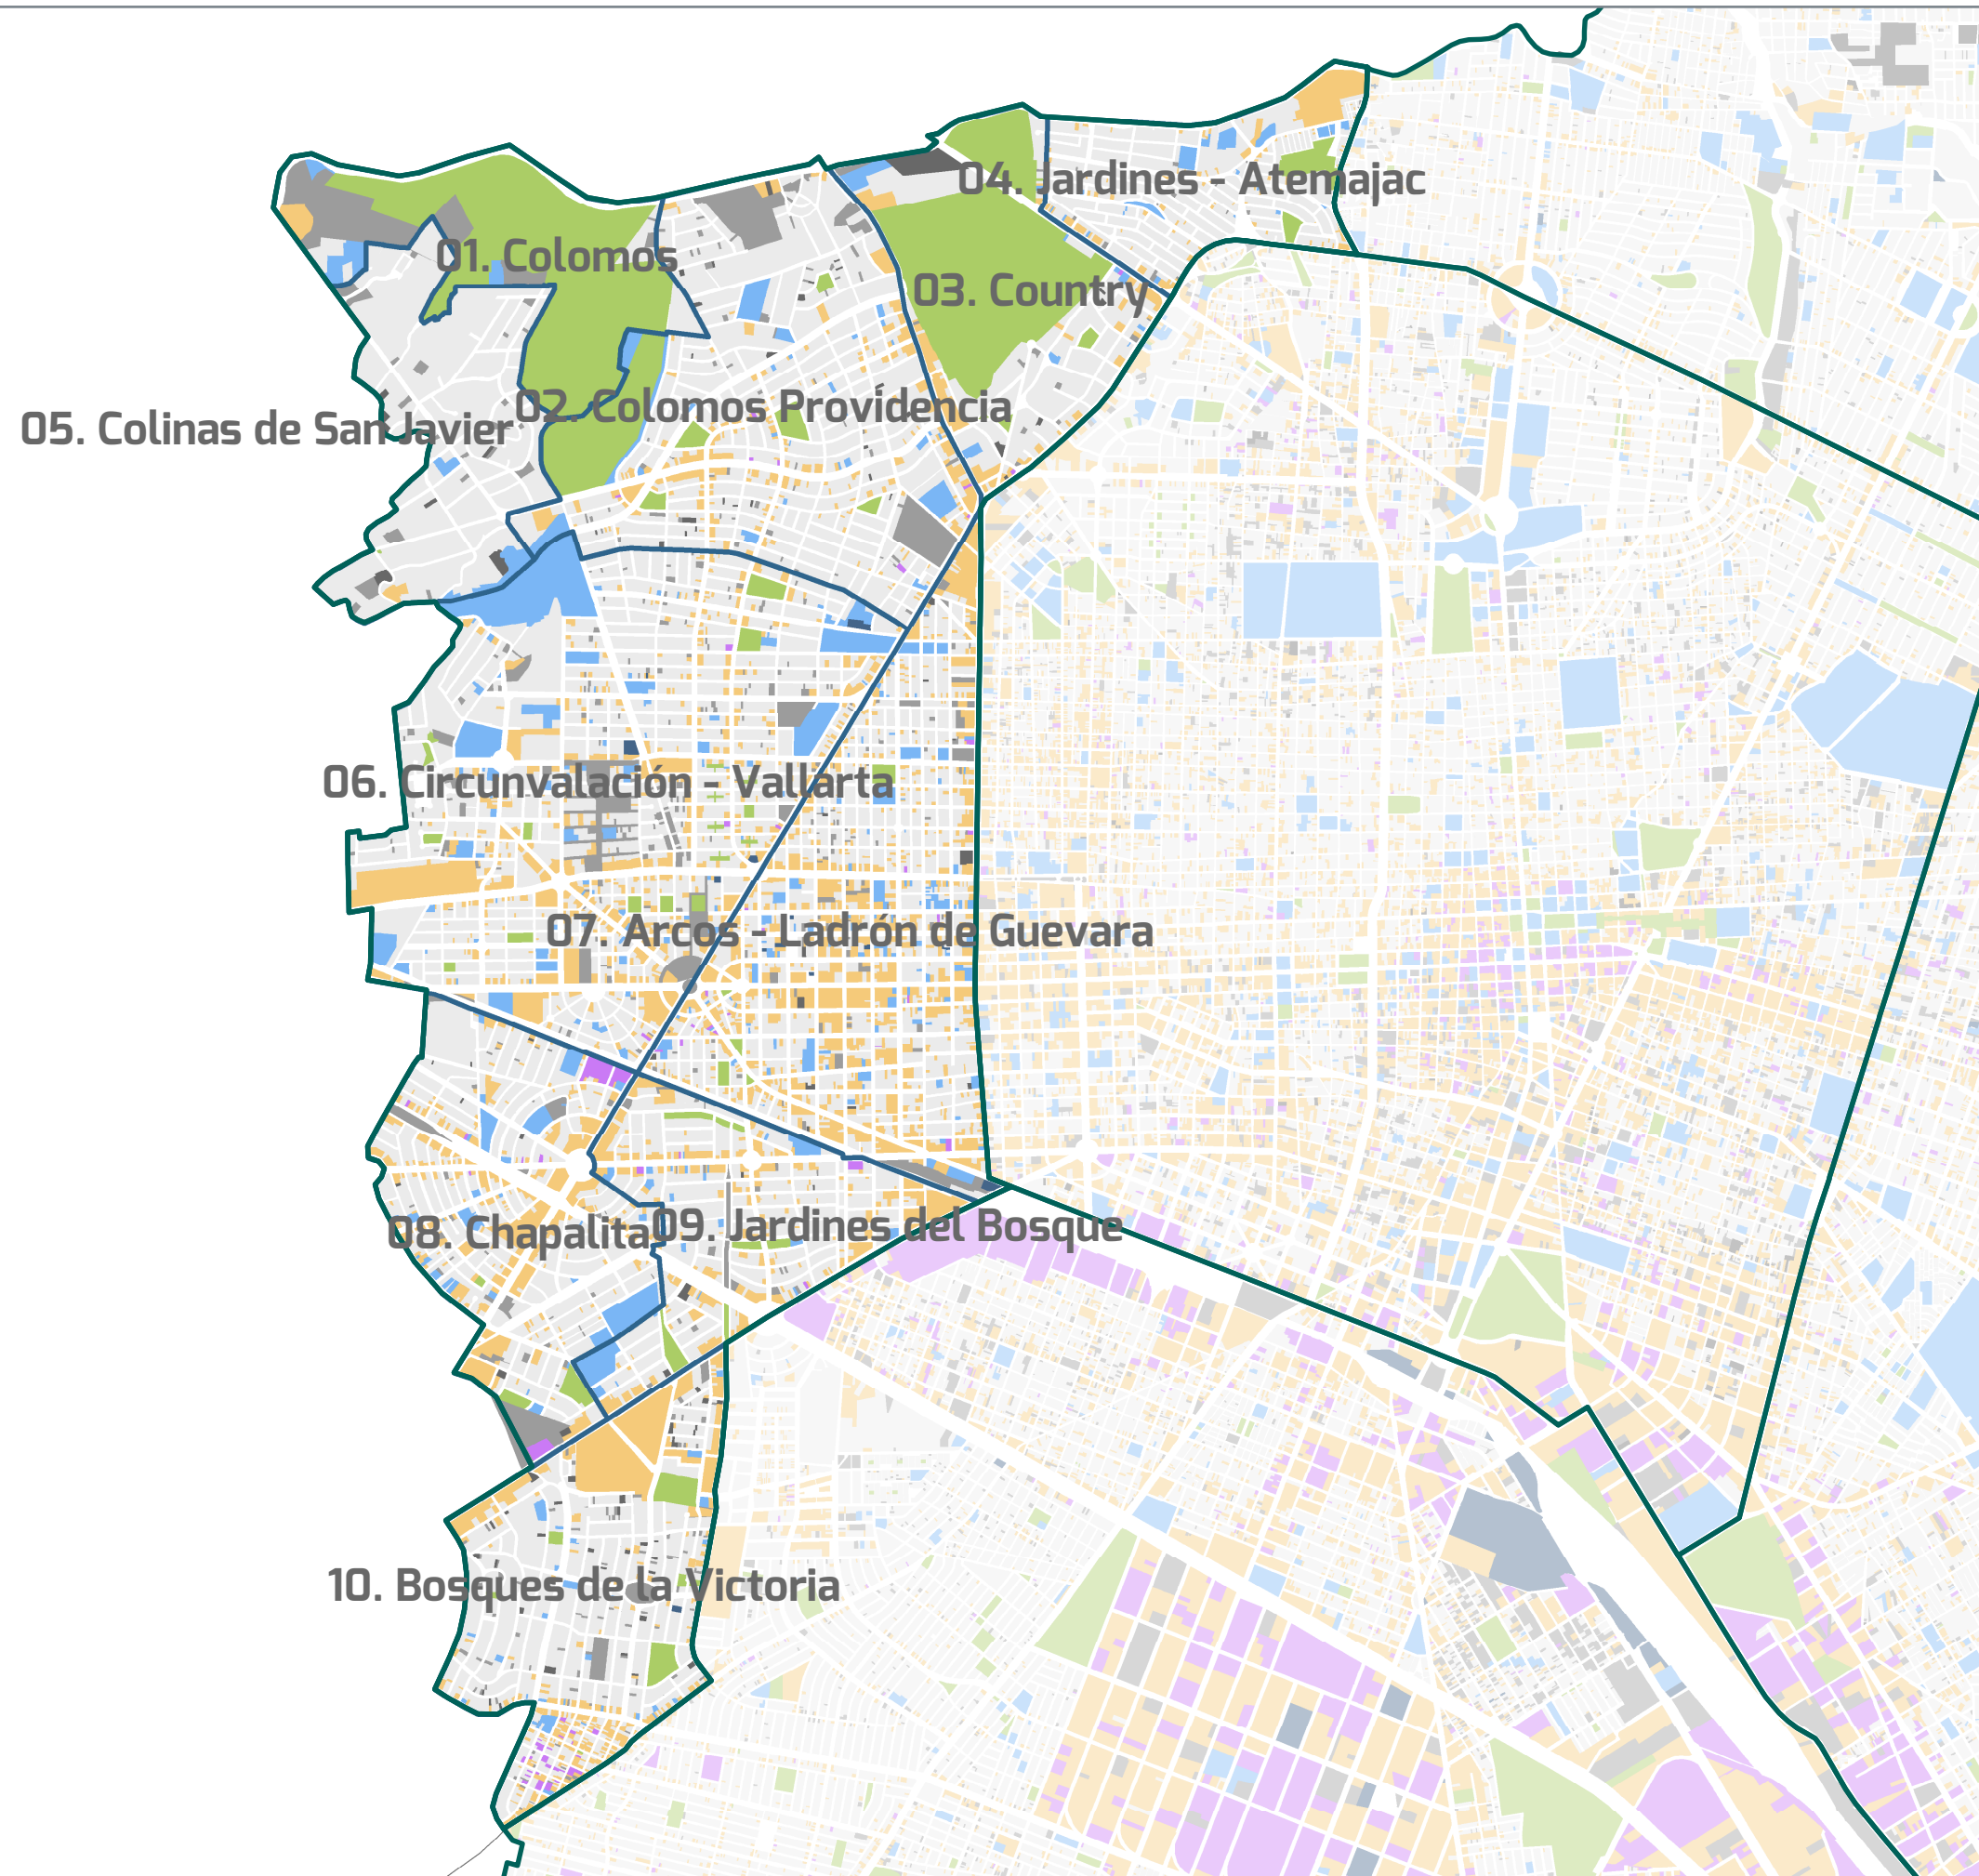 04. Jardines - Atemajac
01. Colomos
03. Country
02. Colomos Providencia
05. Colinas de San Javier
06. Circunvalación - Vallarta
07. Arcos - Ladrón de Guevara
08. Chapalita
09. Jardines del Bosque
10. Bosques de la Victoria